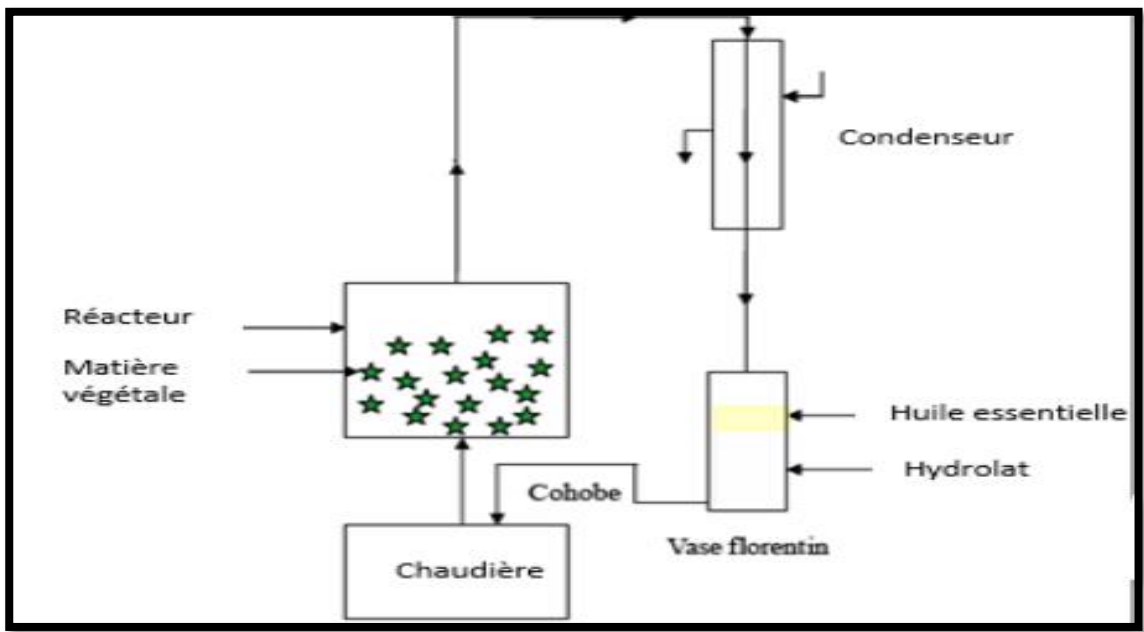 Condenseur
Réacteur
Matière
végétale
Huile essentielle
Hydrolat
Cohobe
Vase florentin
Chaudière